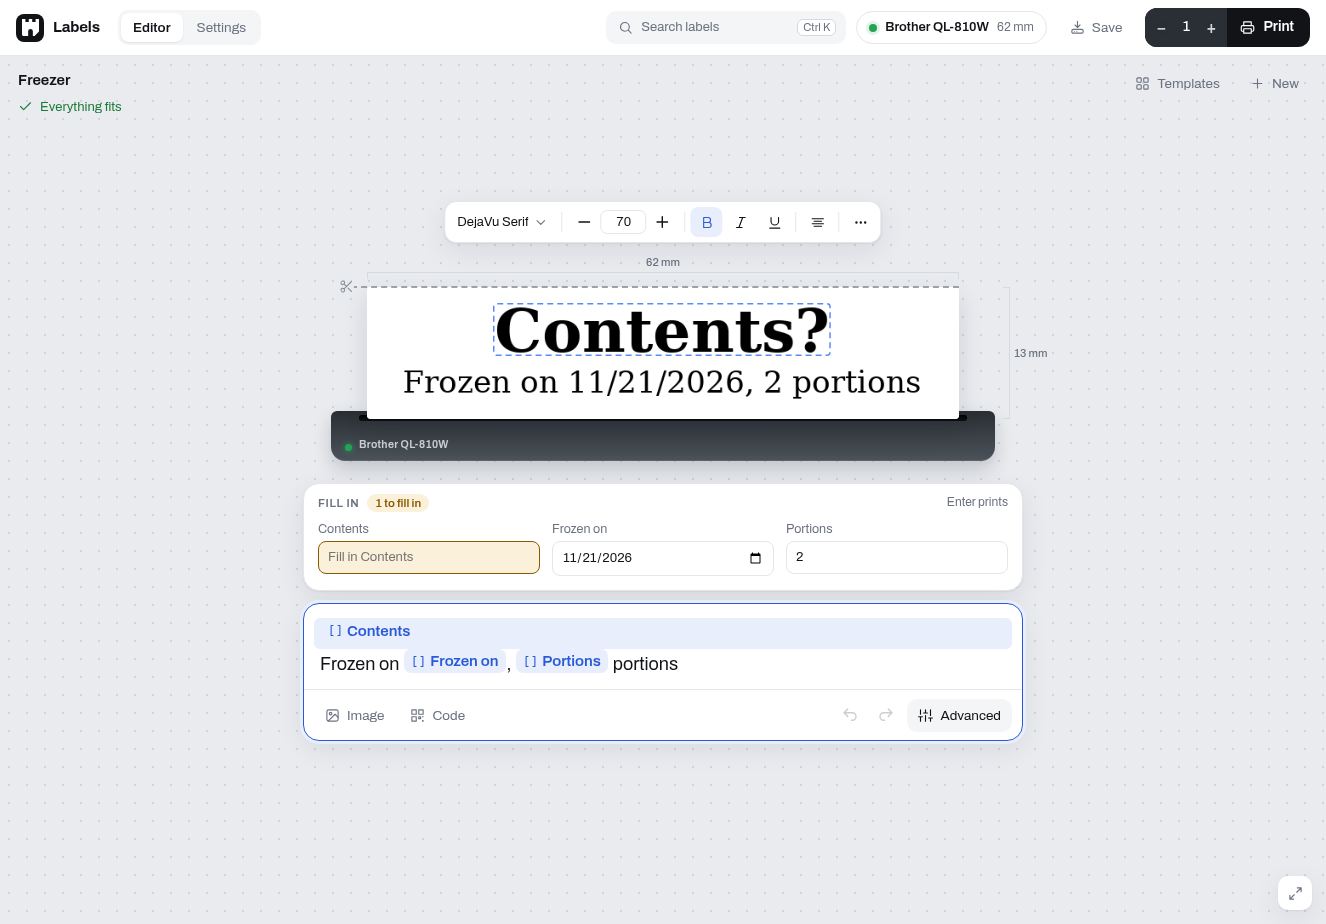 Labels
Editor
Settings
Search labels
Ctrl K
Brother QL-810W 62 mm
Save
− 1 +
Print
Freezer
Everything fits
Templates
New
DejaVu Serif
70
B I U
62 mm
Contents?
Frozen on 11/21/2026, 2 portions
13 mm
Brother QL-810W
FILL IN
1 to fill in
Enter prints
Contents
Frozen on
Portions
Fill in Contents
11/21/2026
2
[ ] Contents
Frozen on [ ] Frozen on , [ ] Portions portions
Image
Code
Advanced